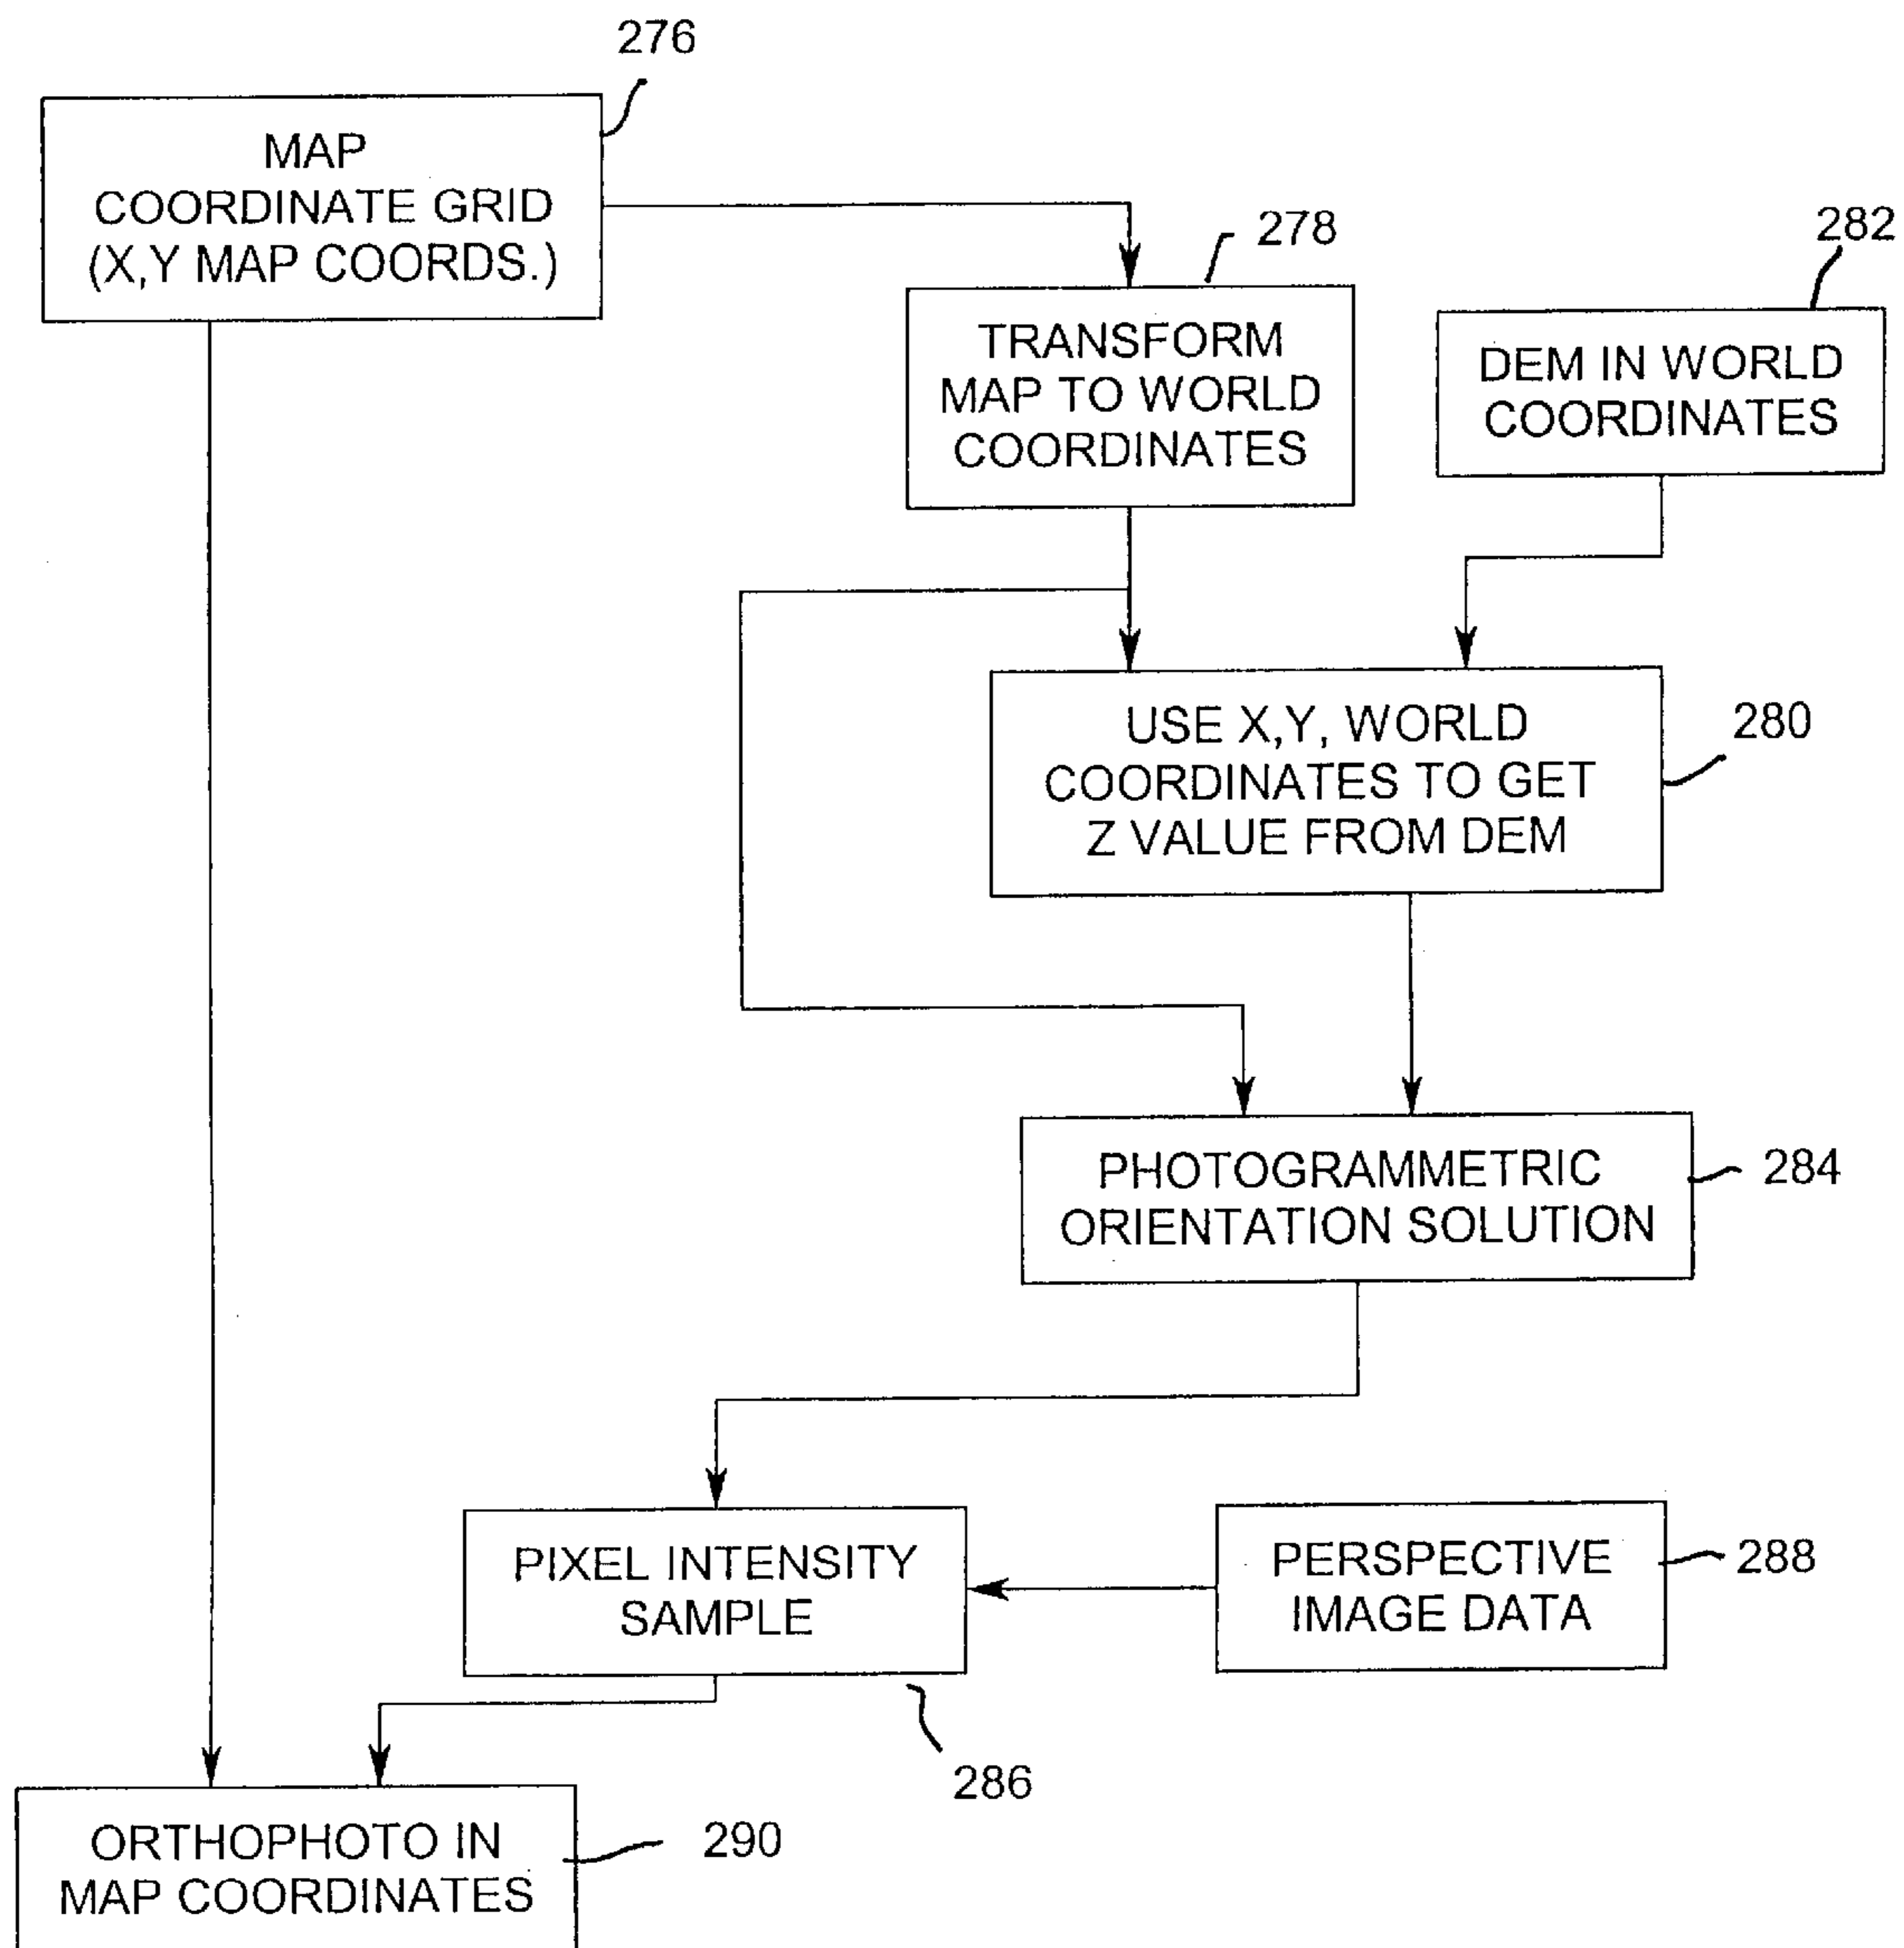 276
MAP
COORDINATE GRID
(X,Y MAP COORDS.)
278
282
TRANSFORM
MAP TO WORLD
COORDINATES
DEM IN WORLD
COORDINATES
USE X,Y, WORLD
COORDINATES TO GET
Z VALUE FROM DEM
280
PHOTOGRAMMETRIC
ORIENTATION SOLUTION
284
PIXEL INTENSITY
SAMPLE
PERSPECTIVE
IMAGE DATA
288
286
ORTHOPHOTO IN
MAP COORDINATES
290